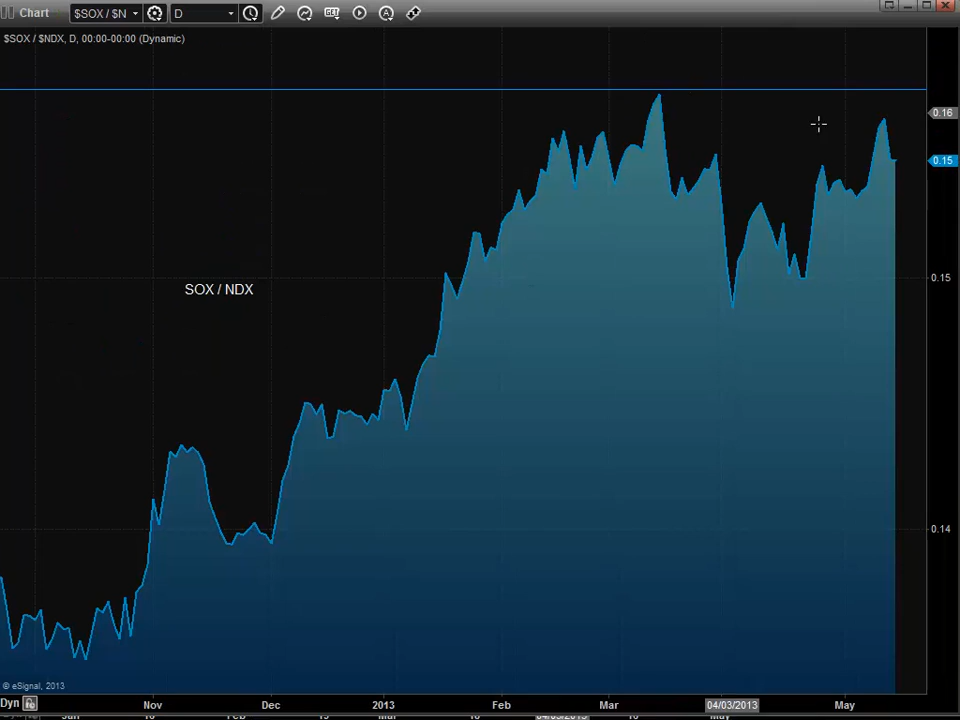 Chart $SOX / $N D GET A
$SOX / $NDX, D, 00:00-00:00 (Dynamic)
0.16
0.15
0.15
SOX / NDX
0.14
© eSignal, 2013
Dyn Nov Dec 2013 Feb Mar 04/03/2013 May